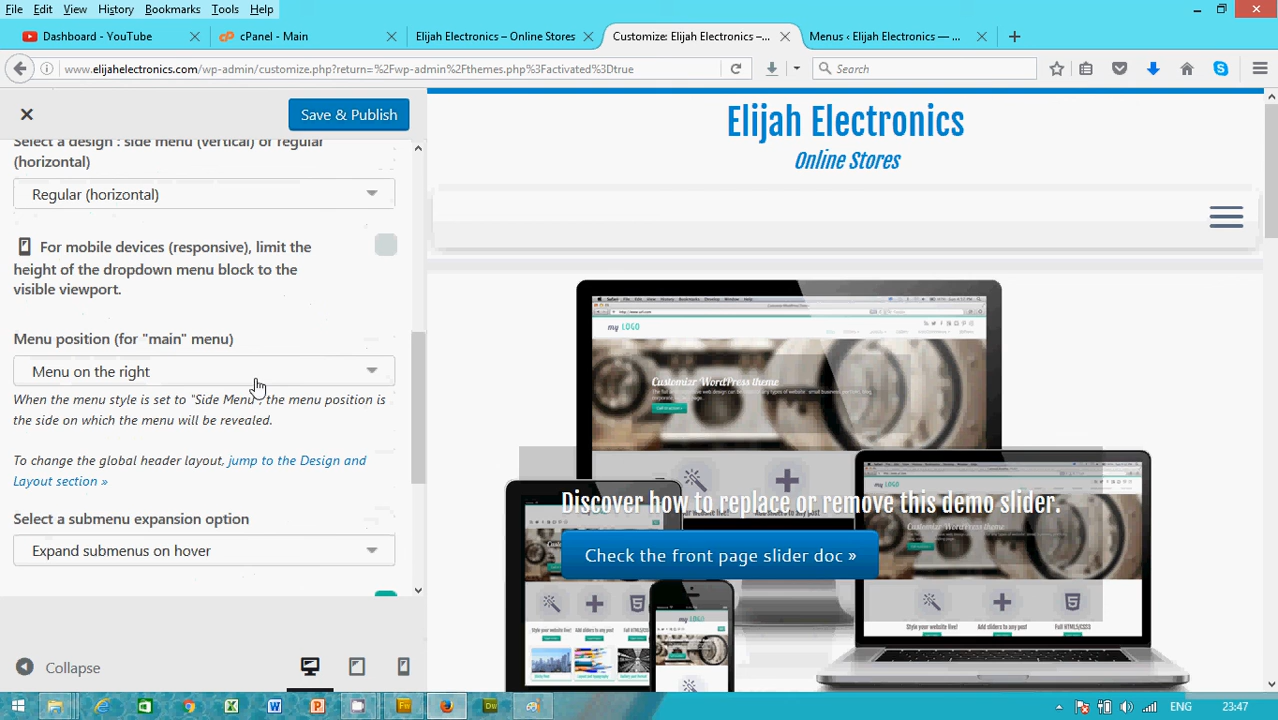 File Edit View History Bookmarks Develop Tools Help
Dashboard - YouTube
cPanel - Main
Elijah Electronics – Online Stores
Customize: Elijah Electronics –...
Menus ‹ Elijah Electronics — ...
www.elijahelectronics.com/wp-admin/customize.php?return=%2Fwp-admin%2Fthemes.php%3Factivated%3Dtrue
Search
Save & Publish
Select a design : side menu (vertical) or regular
(horizontal)
Regular (horizontal)
For mobile devices (responsive), limit the
height of the dropdown menu block to the
visible viewport.
Menu position (for "main" menu)
Menu on the right
When the menu style is set to "Side Menu", the menu position is
the side on which the menu will be revealed.
To change the global header layout, jump to the Design and
Layout section »
Select a submenu expansion option
Expand submenus on hover
Collapse
Elijah Electronics
Online Stores
my LOGO
Customizr WordPress theme
Discover how to replace or remove this demo slider.
Check the front page slider doc »
Style your website live!
Add sliders to any post
Full HTML5/CSS3
ENG
23:47